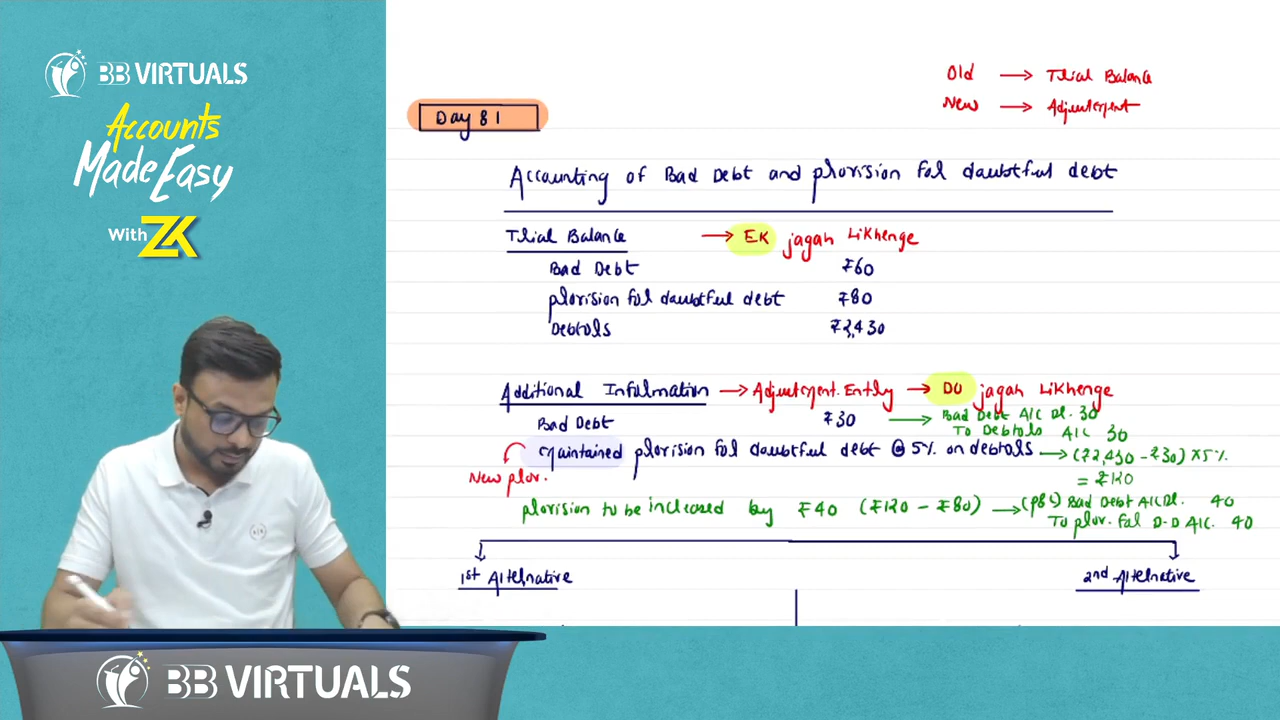 BB VIRTUALS
Accounts
Made Easy
With ZK
Old → Trial Balance
New → Adjustment
Day 81
Accounting of Bad Debt and provision for doubtful debt
Trial Balance → EK jagah Likhenge
Bad Debt ₹60
provision for doubtful debt ₹80
Debtors ₹2,430
Additional Information → Adjustment Entry → DO jagah Likhenge
Bad Debt ₹30 → Bad Debt A/C Dr. 30
To Debtors A/C 30
Maintained provision for doubtful debt @ 5% on debtors → (₹2,430 - ₹30) × 5%
New prov. = ₹120
provision to be increased by ₹40 (₹120 - ₹80) → (P&L) Bad Debt A/C Dr. 40
To prov. for D.D A/C. 40
1st Alternative 2nd Alternative
BB VIRTUALS